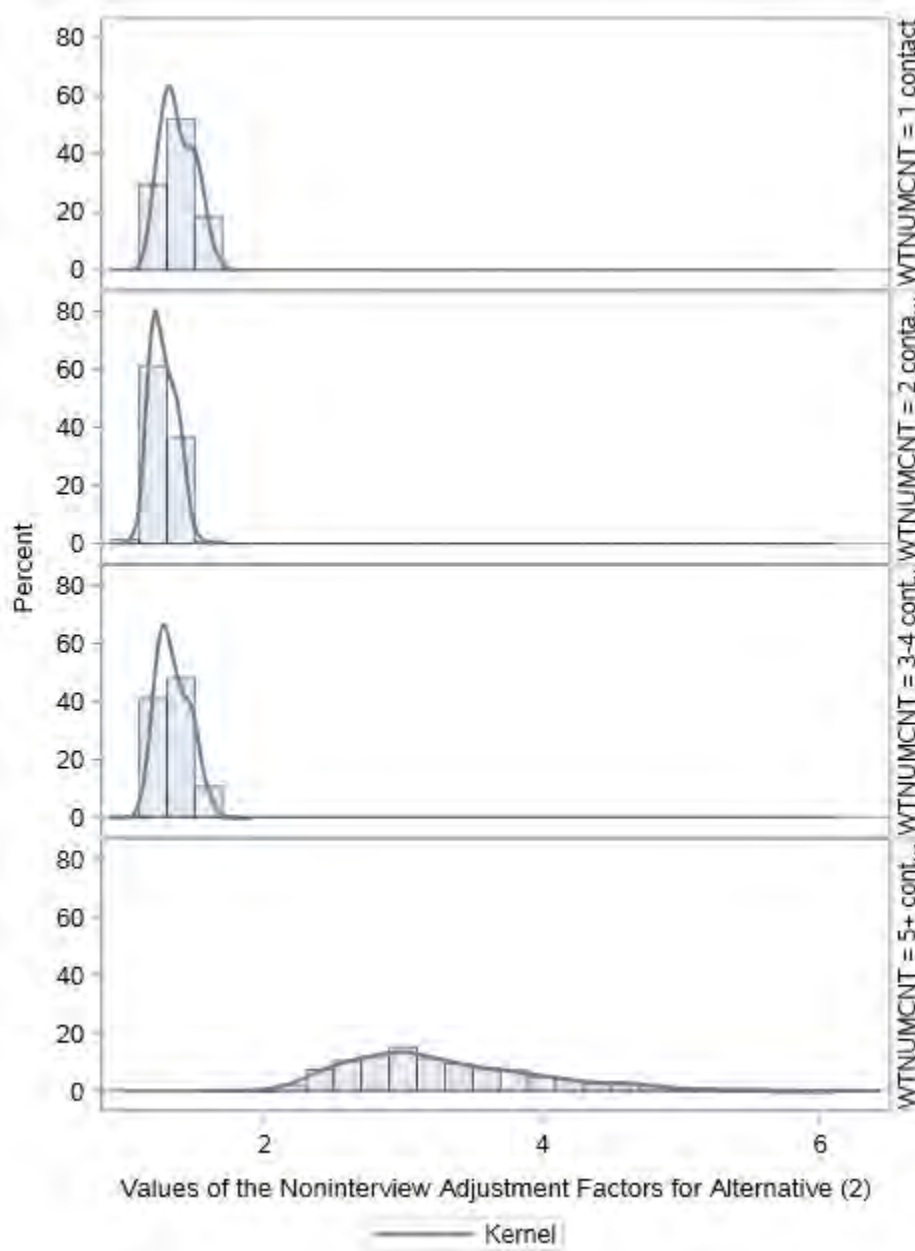 80
60
40
20
0
WTNUMCNT = 1 contact
80
60
40
20
0
WTNUMCNT = 2 conta...
Percent
80
60
40
20
0
WTNUMCNT = 3-4 cont...
80
60
40
20
0
WTNUMCNT = 5+ cont...
2 4 6
Values of the Noninterview Adjustment Factors for Alternative (2)
Kernel